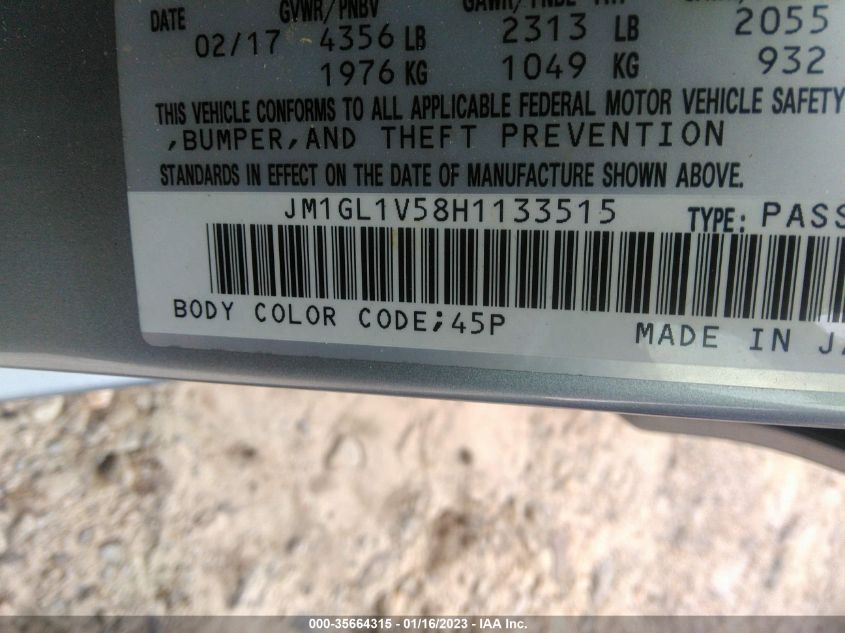 DATE GVWR/PNBV
02/17 4356 LB 2313 LB 2055
1976 KG 1049 KG 932
THIS VEHICLE CONFORMS TO ALL APPLICABLE FEDERAL MOTOR VEHICLE SAFETY
,BUMPER,AND THEFT PREVENTION
STANDARDS IN EFFECT ON THE DATE OF MANUFACTURE SHOWN ABOVE.
JM1GL1V58H1133515 TYPE: PASS
BODY COLOR CODE;45P
MADE IN JA
000-35664315 - 01/16/2023 - IAA Inc.